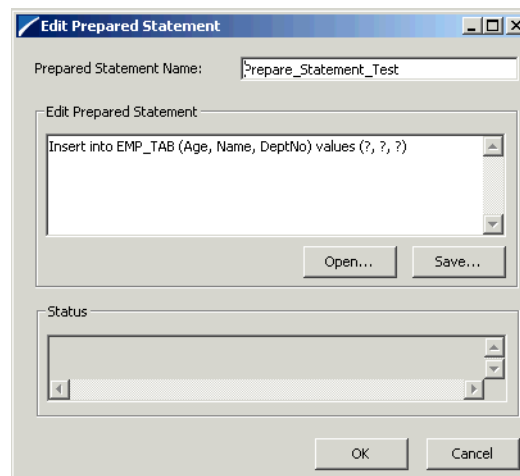 Edit Prepared Statement
Prepared Statement Name: Prepare_Statement_Test
Edit Prepared Statement
Insert into EMP_TAB (Age, Name, DeptNo) values (?, ?, ?)
Open... Save...
Status
OK Cancel